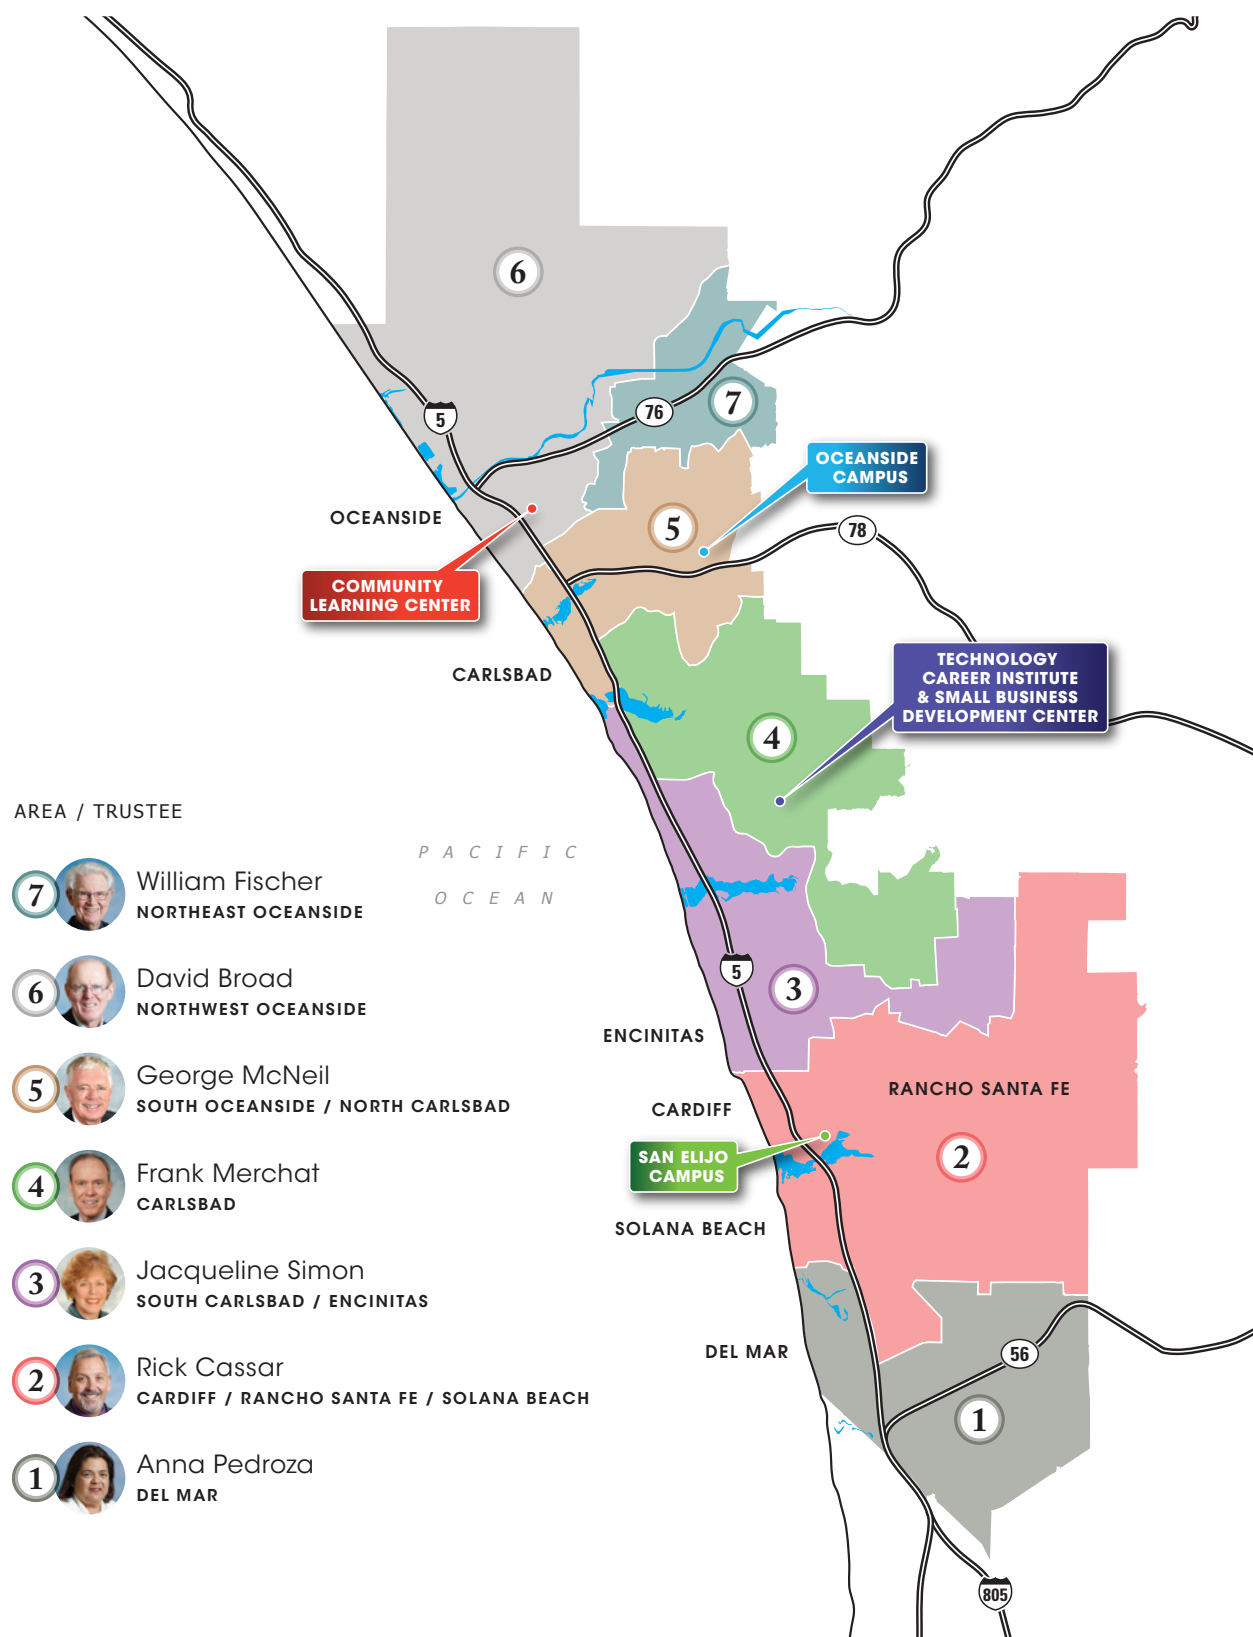 6
5
76
7
OCEANSIDE
CAMPUS
OCEANSIDE
5
78
COMMUNITY
LEARNING CENTER
TECHNOLOGY
CAREER INSTITUTE
& SMALL BUSINESS
DEVELOPMENT CENTER
CARLSBAD
4
AREA / TRUSTEE
PACIFIC
OCEAN
7
William Fischer
NORTHEAST OCEANSIDE
6
David Broad
NORTHWEST OCEANSIDE
5
George McNeil
SOUTH OCEANSIDE / NORTH CARLSBAD
4
Frank Merchat
CARLSBAD
3
Jacqueline Simon
SOUTH CARLSBAD / ENCINITAS
2
Rick Cassar
CARDIFF / RANCHO SANTA FE / SOLANA BEACH
1
Anna Pedroza
DEL MAR
5
3
ENCINITAS
RANCHO SANTA FE
CARDIFF
SAN ELIJO
CAMPUS
2
SOLANA BEACH
DEL MAR
56
1
805